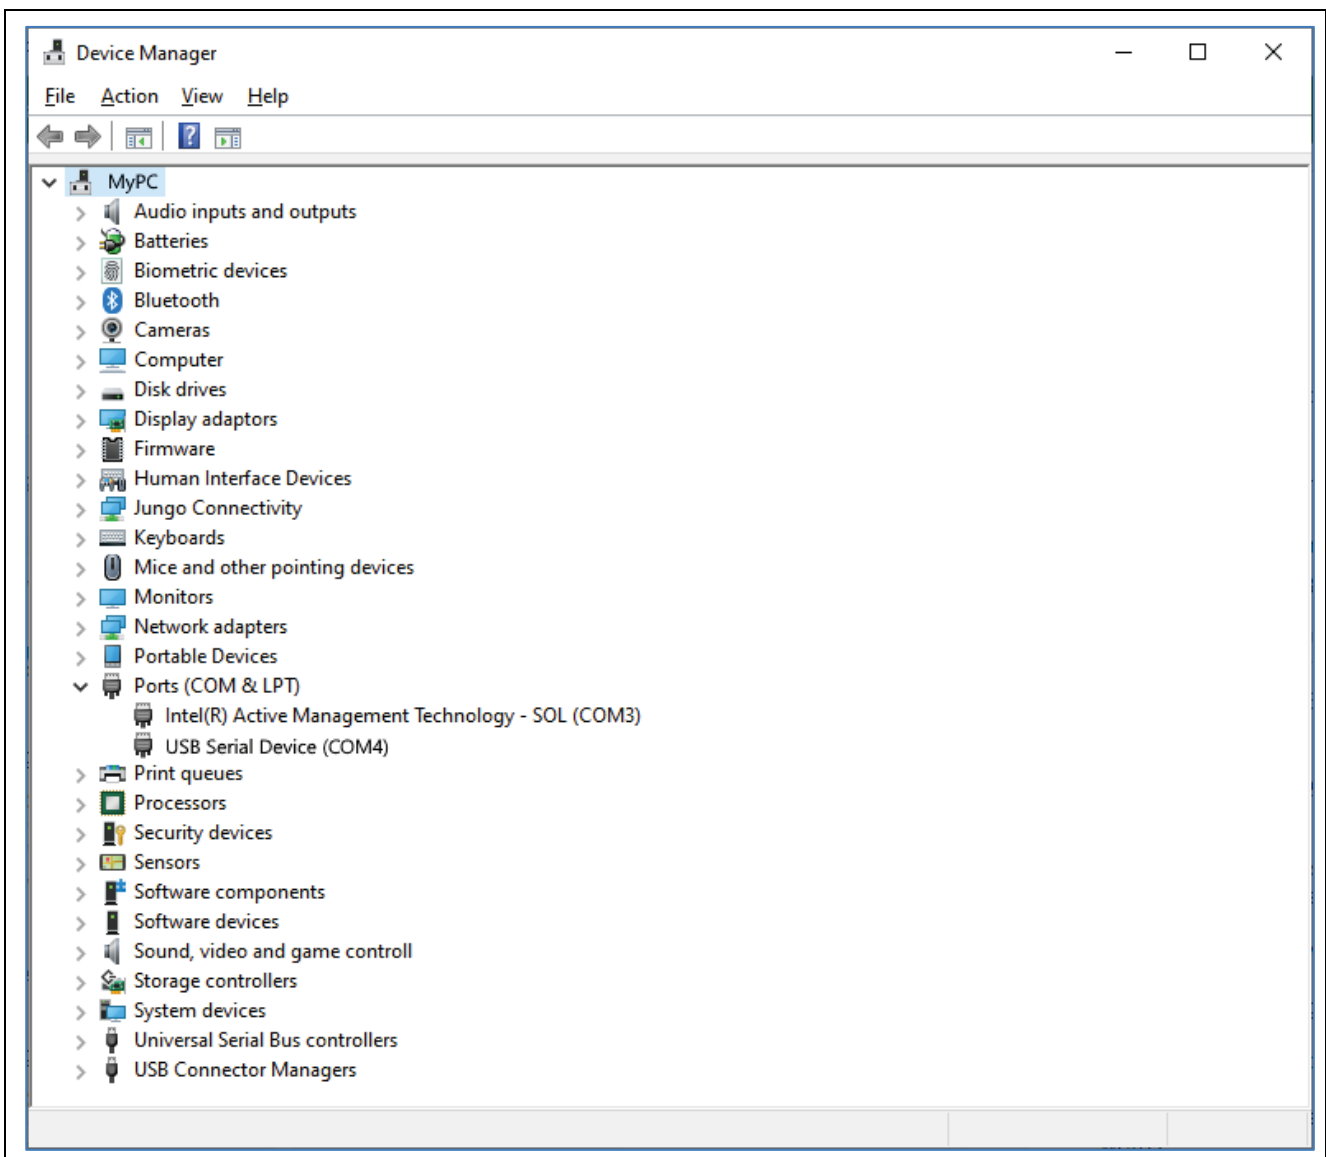 Device Manager
File Action View Help
?
MyPC
Audio inputs and outputs
Batteries
Biometric devices
Bluetooth
Cameras
Computer
Disk drives
Display adaptors
Firmware
Human Interface Devices
Jungo Connectivity
Keyboards
Mice and other pointing devices
Monitors
Network adapters
Portable Devices
Ports (COM & LPT)
Intel(R) Active Management Technology - SOL (COM3)
USB Serial Device (COM4)
Print queues
Processors
Security devices
Sensors
Software components
Software devices
Sound, video and game controll
Storage controllers
System devices
Universal Serial Bus controllers
USB Connector Managers